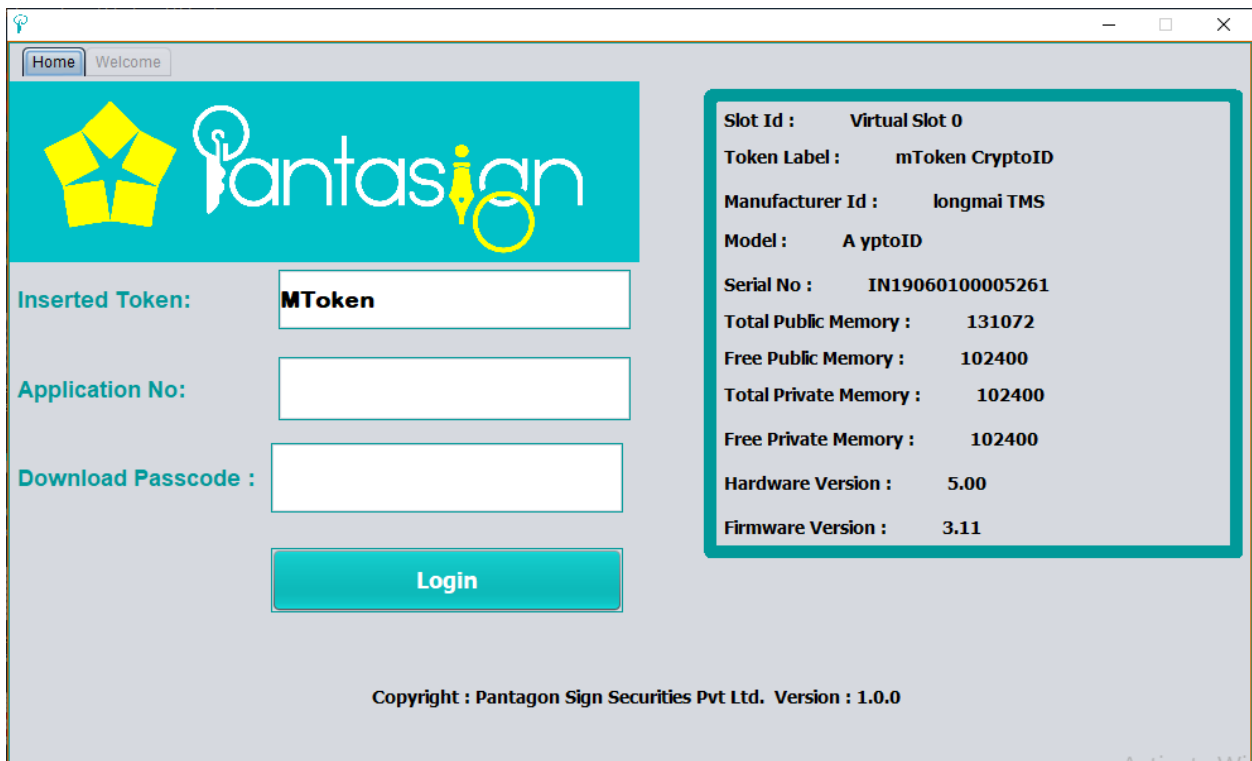 Home Welcome
Pantasign
Inserted Token: MToken
Application No:
Download Passcode :
Login
Slot Id : Virtual Slot 0
Token Label : mToken CryptoID
Manufacturer Id : longmai TMS
Model : A yptoID
Serial No : IN19060100005261
Total Public Memory : 131072
Free Public Memory : 102400
Total Private Memory : 102400
Free Private Memory : 102400
Hardware Version : 5.00
Firmware Version : 3.11
Copyright : Pantagon Sign Securities Pvt Ltd. Version : 1.0.0